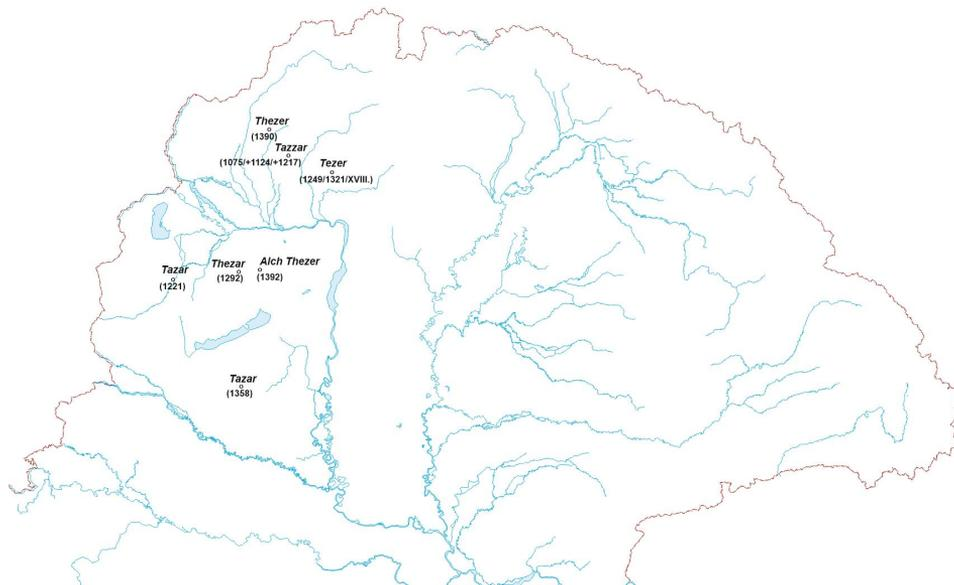 Thezer
(1390)
Tazzar
(1075/+1124/+1217)
Tezer
(1249/1321/XVIII.)
Tazar
(1221)
Thezar
(1292)
Alch Thezer
(1392)
Tazar
(1358)